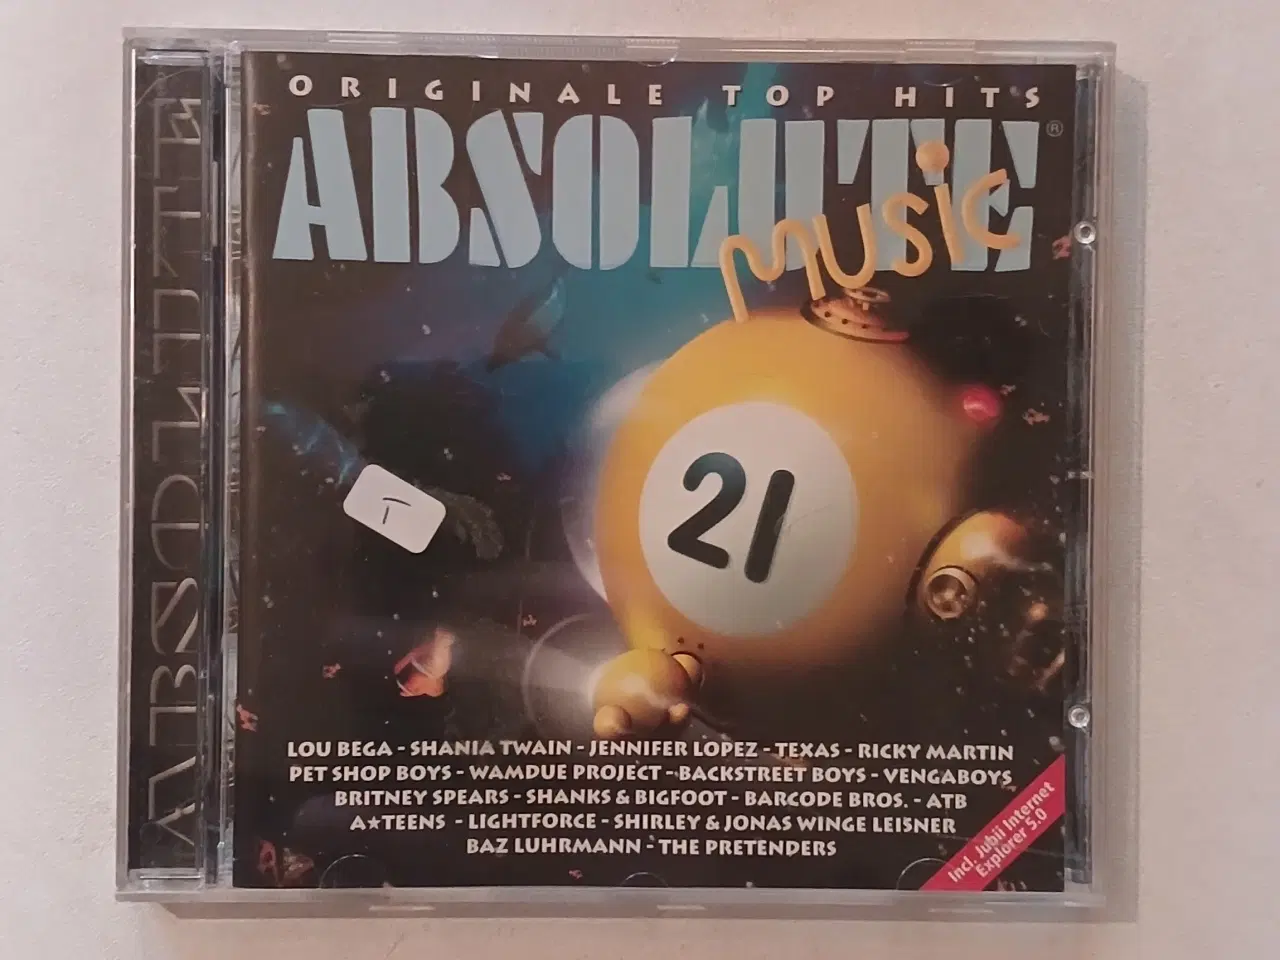 ABSOLUTE
ORIGINALE TOP HITS
ABSOLUTE®
music
21
T
LOU BEGA - SHANIA TWAIN - JENNIFER LOPEZ - TEXAS - RICKY MARTIN
PET SHOP BOYS - WAMDUE PROJECT - BACKSTREET BOYS - VENGABOYS
BRITNEY SPEARS - SHANKS & BIGFOOT - BARCODE BROS. - ATB
A★TEENS - LIGHTFORCE - SHIRLEY & JONAS WINGE LEISNER
BAZ LUHRMANN - THE PRETENDERS
Incl. Jubii Internet
Explorer 5.0